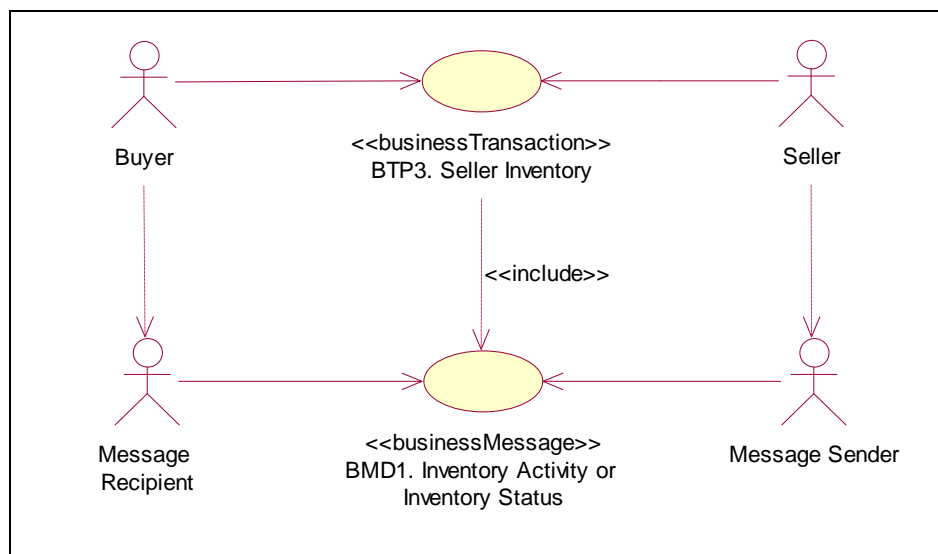 <<businessTransaction>>
BTP3. Seller Inventory
Buyer
Seller
<<include>>
Message
Recipient
<<businessMessage>>
BMD1. Inventory Activity or
Inventory Status
Message Sender